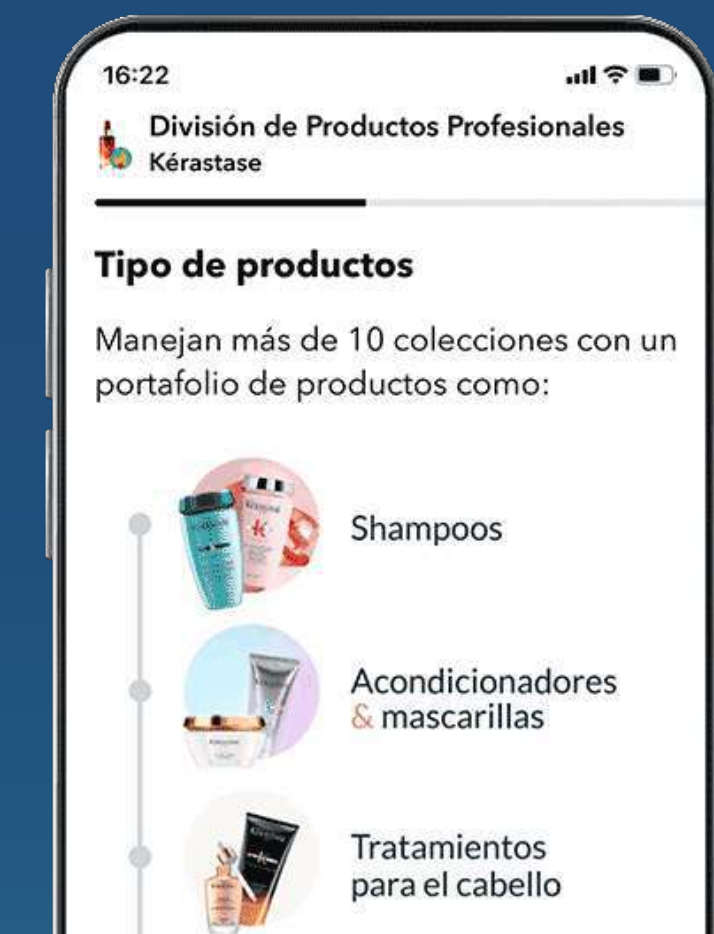 16:22
División de Productos Profesionales
Kérastase
Tipo de productos
Manejan más de 10 colecciones con un
portafolio de productos como:
Shampoos
Acondicionadores
& mascarillas
Tratamientos
para el cabello